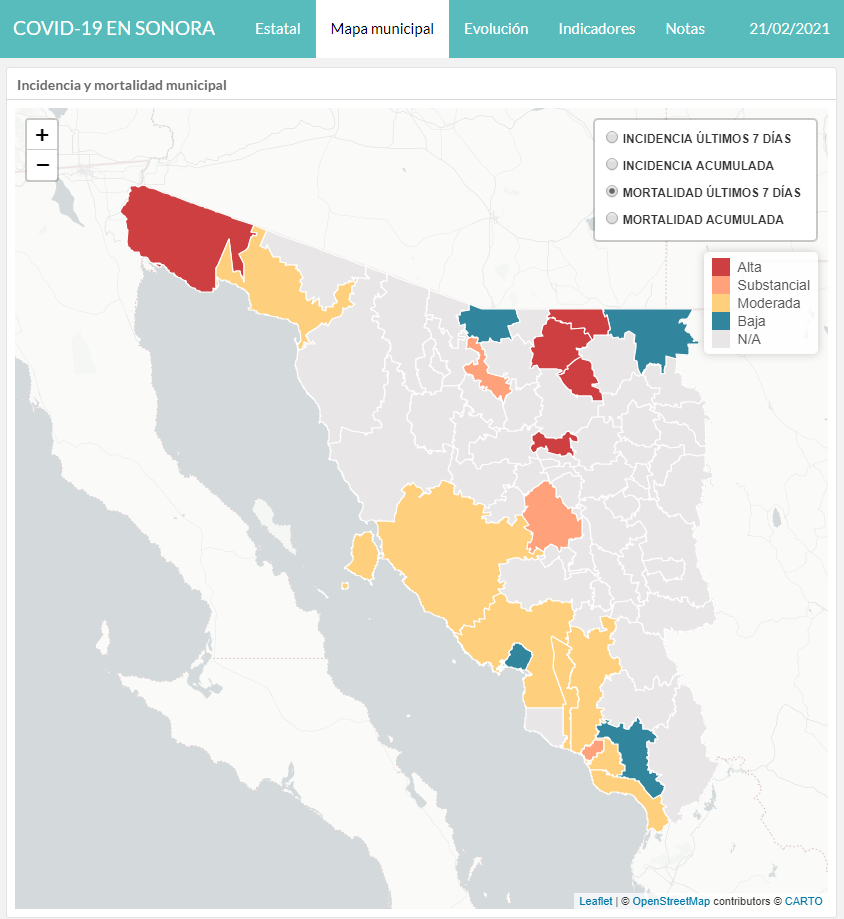 COVID-19 EN SONORA Estatal Mapa municipal Evolución Indicadores Notas 21/02/2021
Incidencia y mortalidad municipal
+
−
INCIDENCIA ÚLTIMOS 7 DÍAS
INCIDENCIA ACUMULADA
MORTALIDAD ÚLTIMOS 7 DÍAS
MORTALIDAD ACUMULADA
Alta
Substancial
Moderada
Baja
N/A
Leaflet | © OpenStreetMap contributors © CARTO